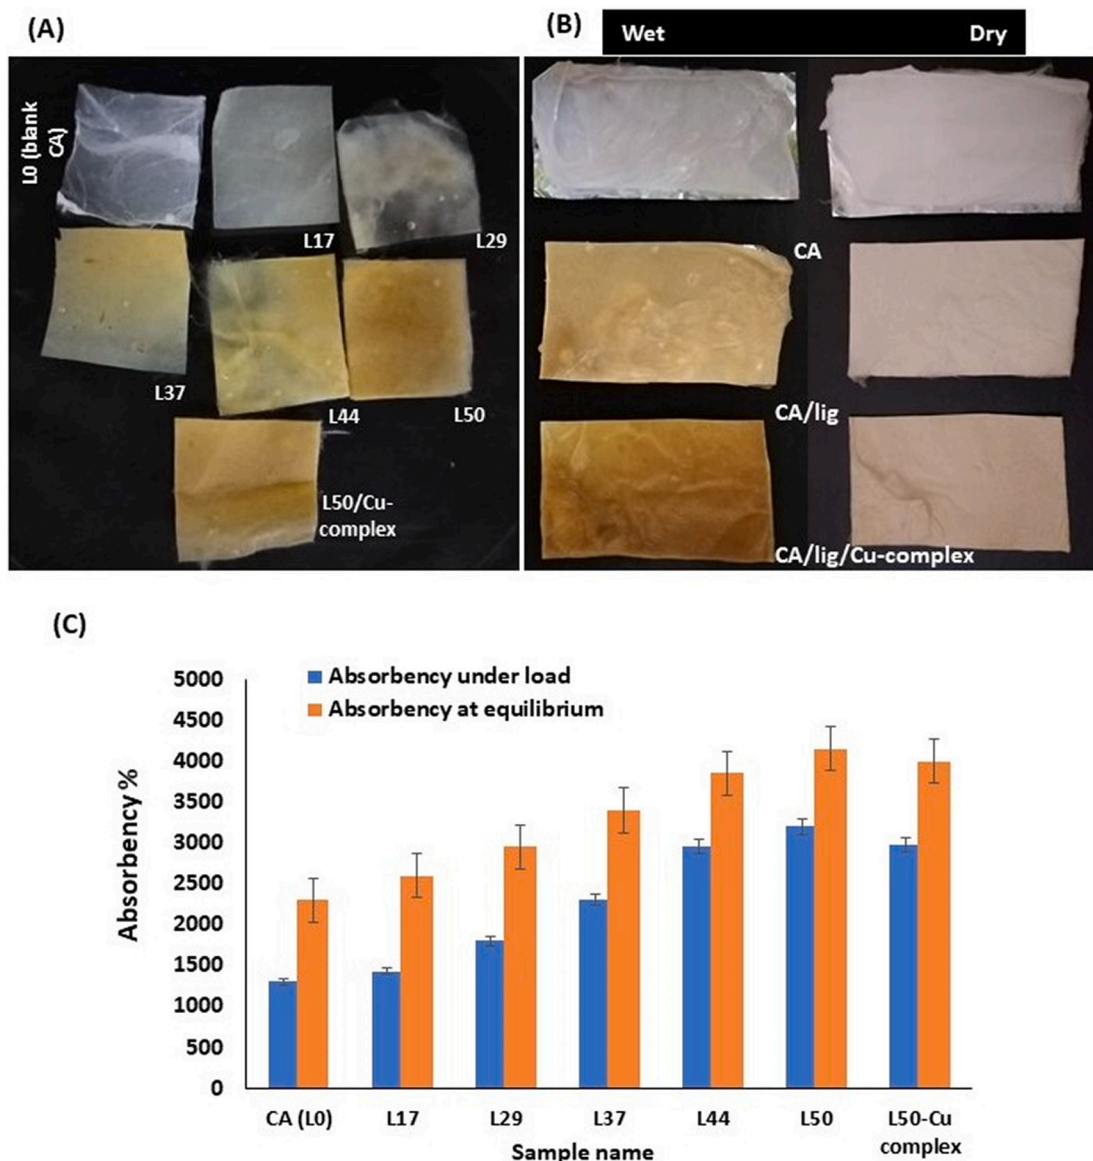 (A)
(B)
Wet
Dry
L0 (blank
CA)
L17
L29
L37
L44
L50
L50/Cu-
complex
CA
CA/lig
CA/lig/Cu-complex
(C)
Absorbency under load
Absorbency at equilibrium
Absorbency %
5000
4500
4000
3500
3000
2500
2000
1500
1000
500
0
CA (L0)
L17
L29
L37
L44
L50
L50-Cu
complex
Sample name